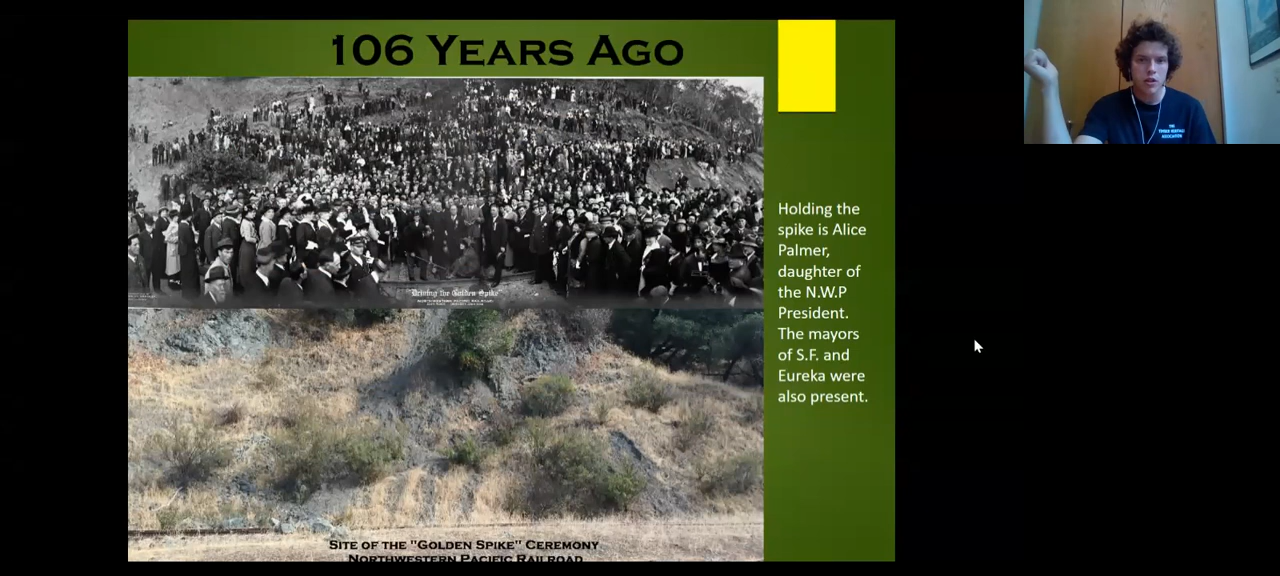 106 Years Ago
Holding the
spike is Alice
Palmer,
daughter of
the N.W.P
President.
The mayors
of S.F. and
Eureka were
also present.
Driving the Golden Spike
Site of the "Golden Spike" Ceremony
Northwestern Pacific Railroad